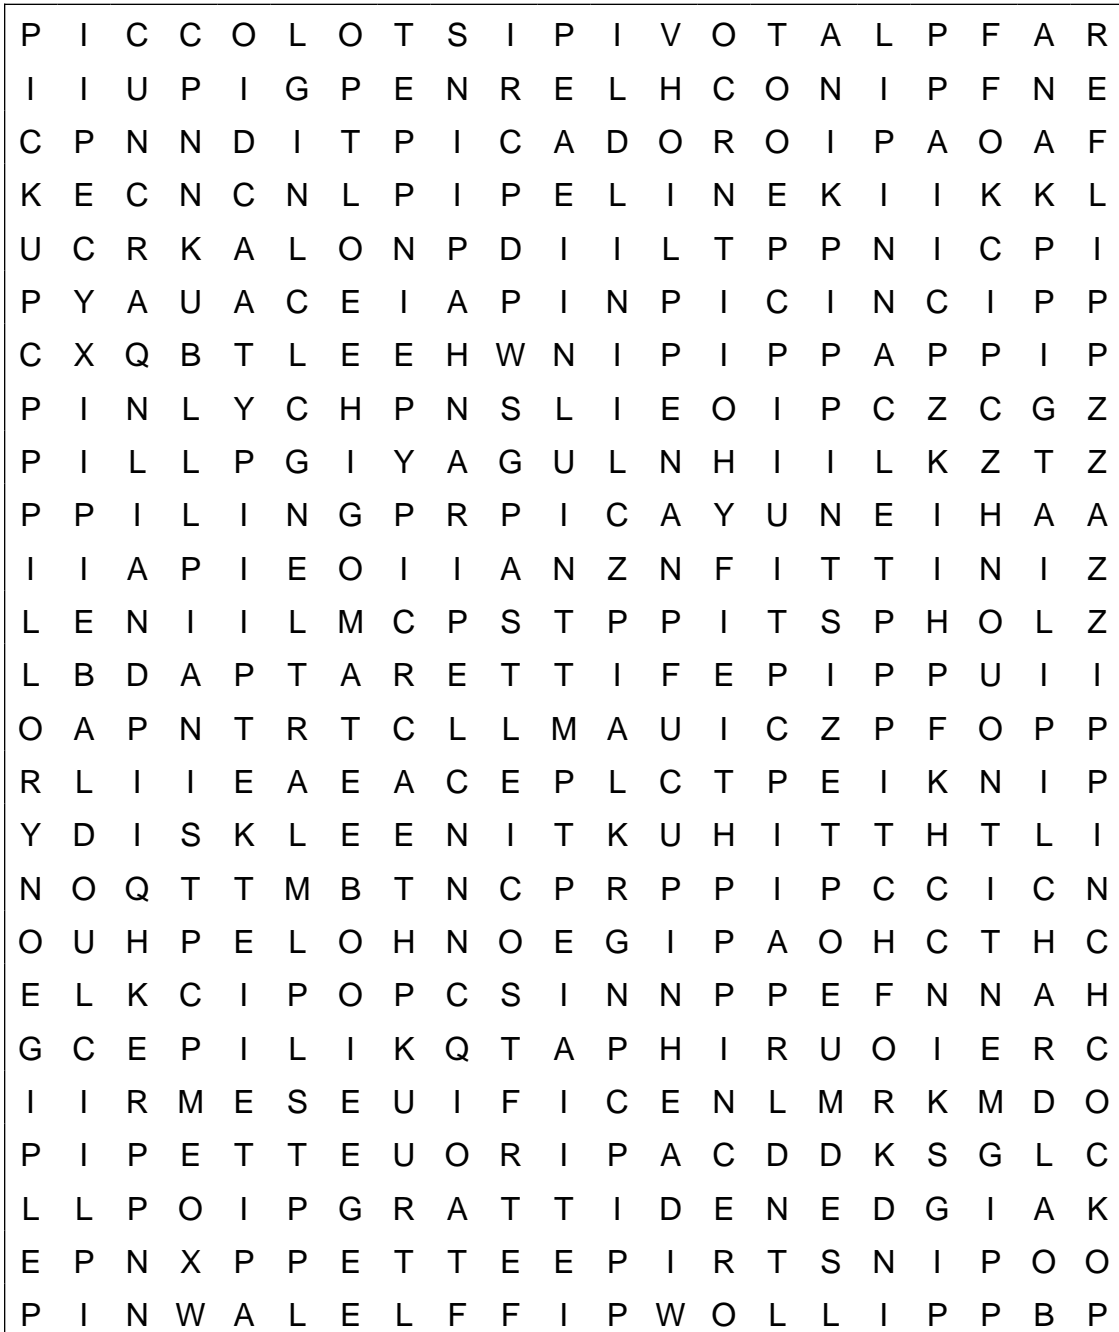 P I C C O L O T S I P I V O T A L P F A R
I I U P I G P E N R E L H C O N I P F N E
C P N N D I T P I C A D O R O I P A O A F
K E C N C N L P I P E L I N E K I I K K L
U C R K A L O N P D I I L T P P N I C P I
P Y A U A C E I A P I N P I C I N C I P P
C X Q B T L E E H W N I P I P P A P P I P
P I N L Y C H P N S L I E O I P C Z C G Z
P I L L P G I Y A G U L N H I I L K Z T Z
P P I L I N G P R P I C A Y U N E I H A A
I I A P I E O I I A N Z N F I T T I N I Z
L E N I I L M C P S T P P I T S P H O L Z
L B D A P T A R E T T I F E P I P P U I I
O A P N T R T C L L M A U I C Z P F O P P
R L I I E A E A C E P L C T P E I K N I P
Y D I S K L E E N I T K U H I T T H T L I
N O Q T T M B T N C P R P P I P C C I C N
O U H P E L O H N O E G I P A O H C T H C
E L K C I P O P C S I N N P P E F N N A H
G C E P I L I K Q T A P H I R U O I E R C
I I R M E S E U I F I C E N L M R K M D O
P I P E T T E U O R I P A C D D K S G L C
L L P O I P G R A T T I D E N E D G I A K
E P N X P P E T T E E P I R T S N I P O O
P I N W A L E L F F I P W O L L I P P B P